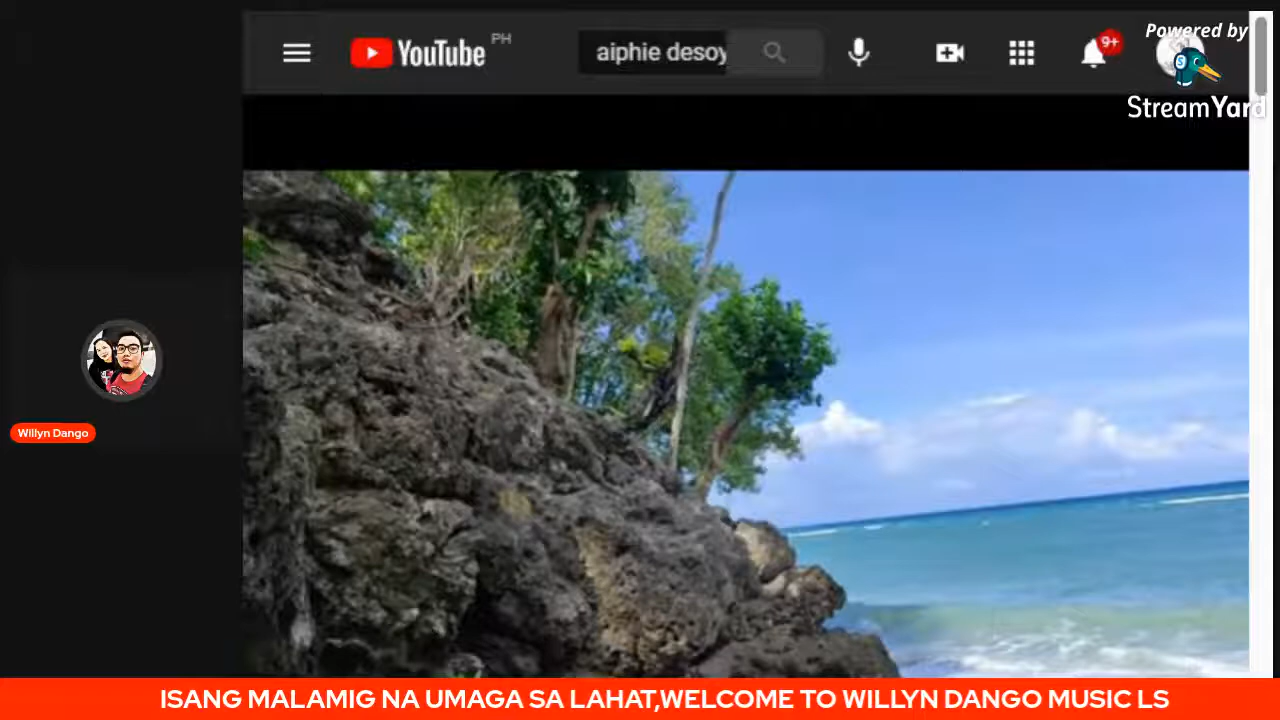 Powered by
StreamYard
YouTube PH
aiphie desoy
9+
Willyn Dango
ISANG MALAMIG NA UMAGA SA LAHAT,WELCOME TO WILLYN DANGO MUSIC LS